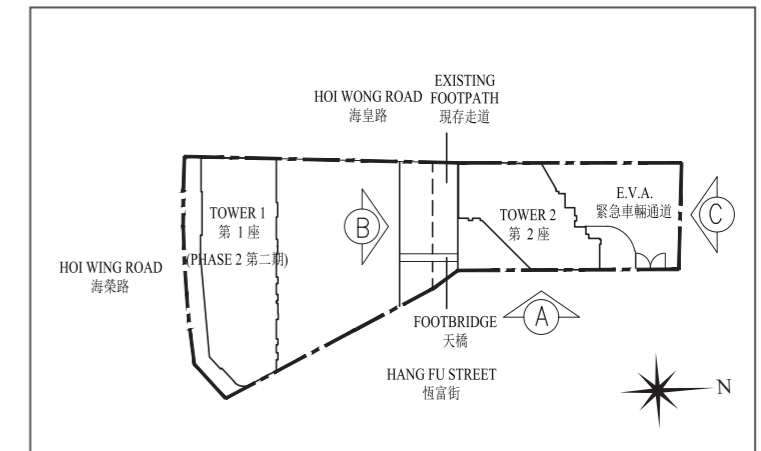 EXISTING
HOI WONG ROAD FOOTPATH
海皇路 現存走道
E.V.A.
緊急車輛通道
TOWER 1
第 1 座
(PHASE 2 第二期)
TOWER 2
第 2 座
B
C
HOI WING ROAD
海榮路
FOOTBRIDGE
天橋
A
HANG FU STREET
恆富街
N